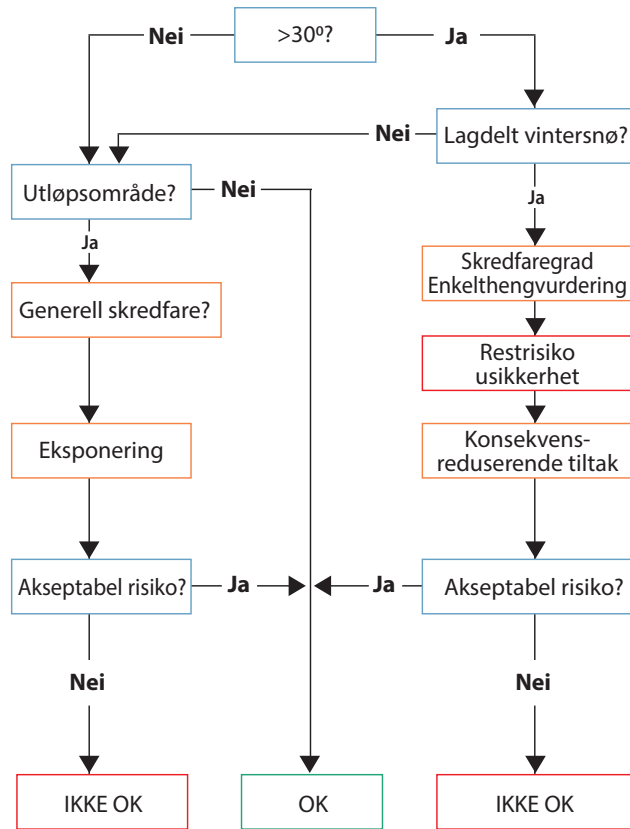 Nei
>30º?
Ja
Nei
Lagdelt vintersnø?
Utløpsområde?
Nei
Ja
Ja
Skredfaregrad
Enkelthengvurdering
Generell skredfare?
Restrisiko
usikkerhet
Eksponering
Konsekvens-
reduserende tiltak
Akseptabel risiko?
Ja
Ja
Akseptabel risiko?
Nei
Nei
IKKE OK
OK
IKKE OK